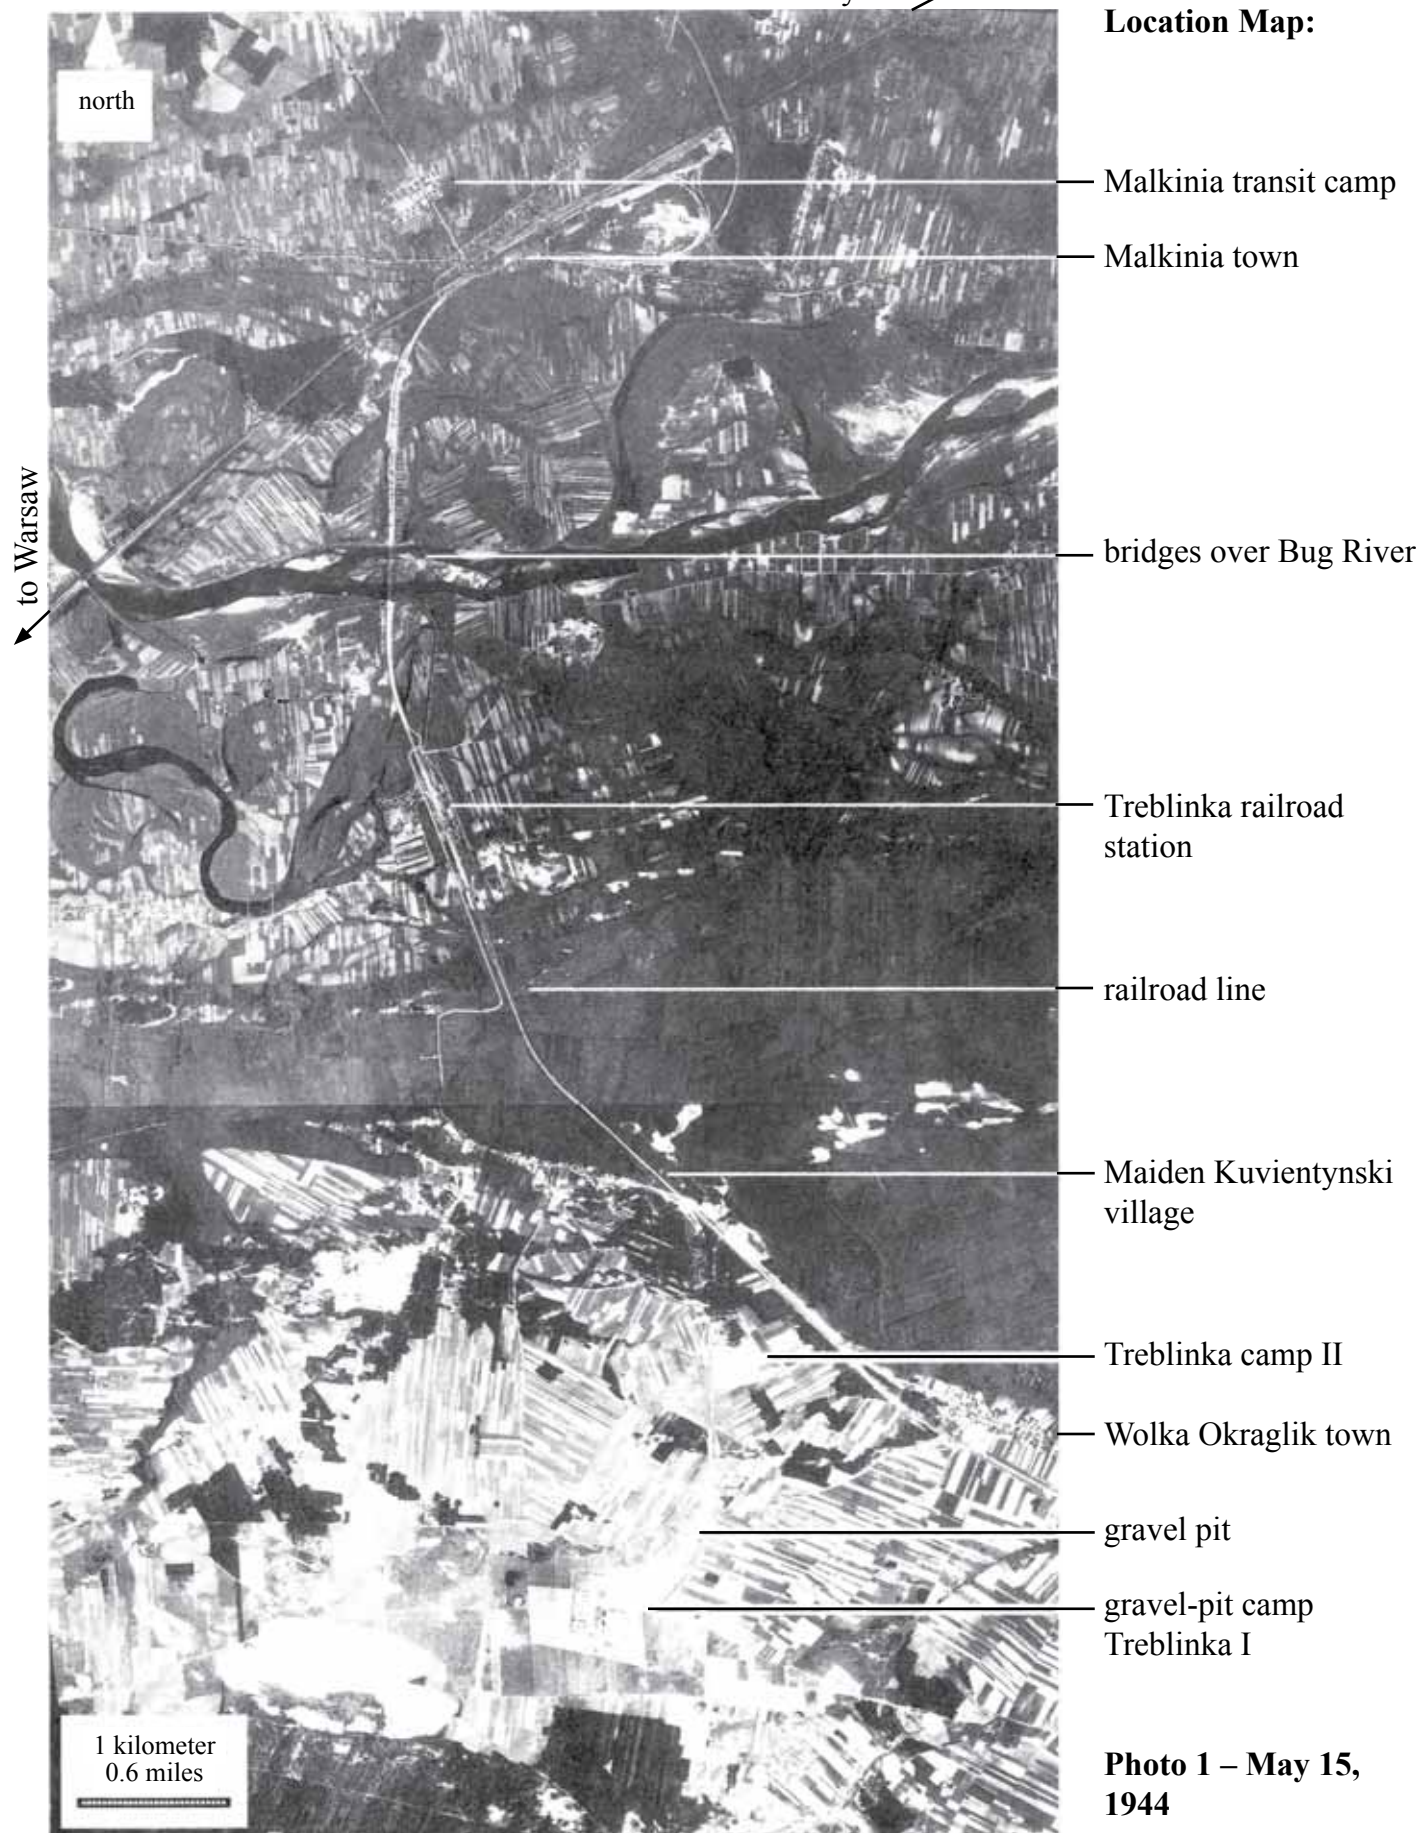 Location Map:
north
Malkinia transit camp
Malkinia town
to Warsaw
bridges over Bug River
Treblinka railroad
station
railroad line
Maiden Kuvientynski
village
Treblinka camp II
Wolka Okraglik town
gravel pit
gravel-pit camp
Treblinka I
1 kilometer
0.6 miles
Photo 1 – May 15,
1944